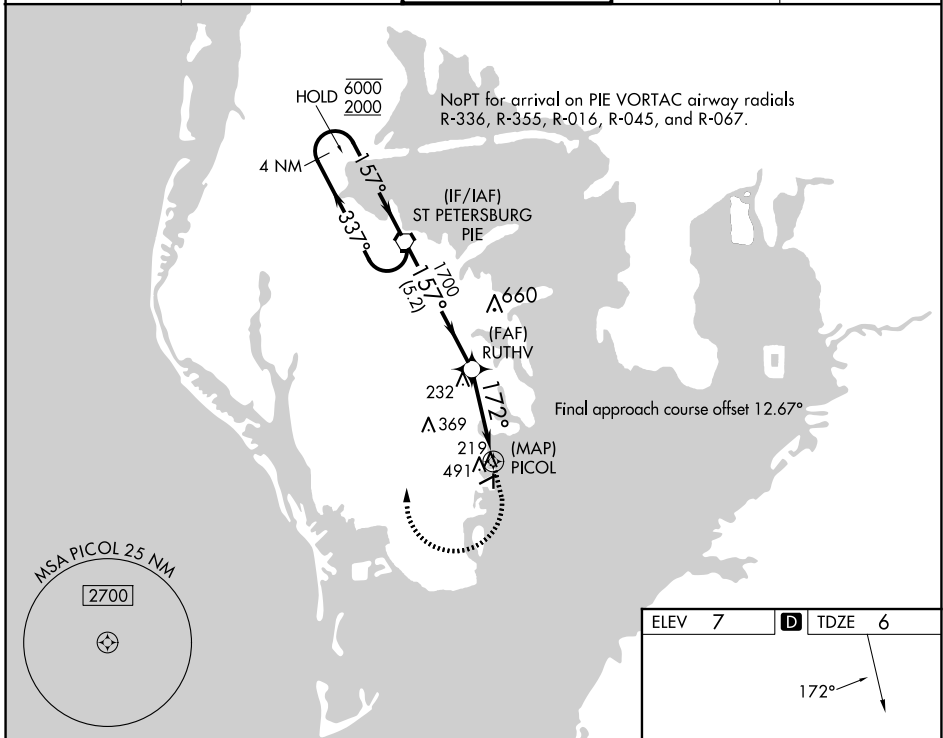 6000
HOLD
2000
NoPT for arrival on PIE VORTAC airway radials
R-336, R-355, R-016, R-045, and R-067.
4 NM
157°
(IF/IAF)
ST PETERSBURG
PIE
337°
1700
157°
(5.2)
660
(FAF)
RUTHV
232
172°
Final approach course offset 12.67°
369
219
(MAP)
PICOL
491
MSA PICOL 25 NM
2700
ELEV 7 D TDZE 6
172°